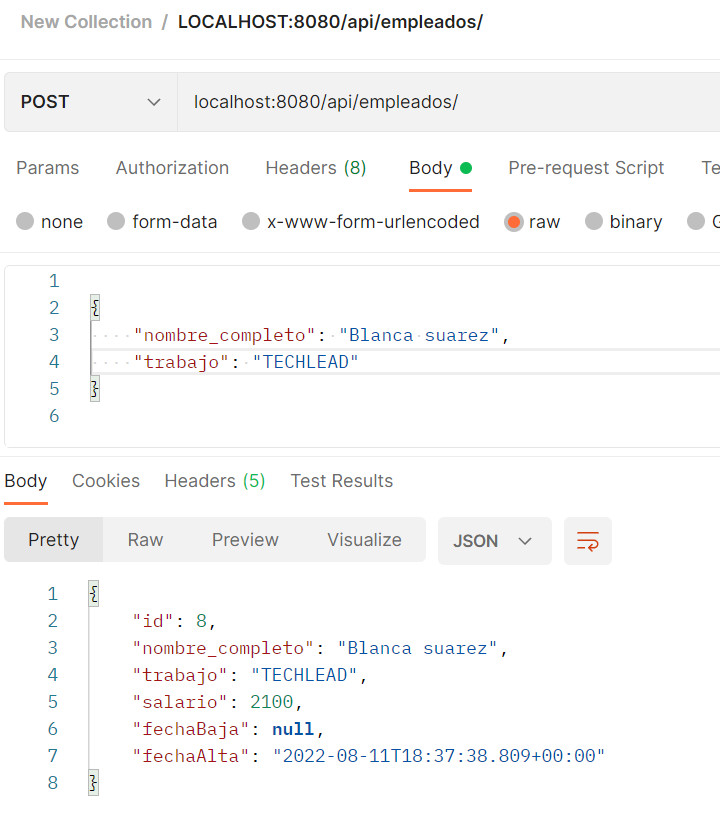 New Collection / LOCALHOST:8080/api/empleados/
POST localhost:8080/api/empleados/
Params Authorization Headers (8) Body Pre-request Script Te
none form-data x-www-form-urlencoded raw binary G
1
2 {
3 "nombre_completo": "Blanca suarez",
4 "trabajo": "TECHLEAD"
5 }
6
Body Cookies Headers (5) Test Results
Pretty Raw Preview Visualize JSON
1 {
2 "id": 8,
3 "nombre_completo": "Blanca suarez",
4 "trabajo": "TECHLEAD",
5 "salario": 2100,
6 "fechaBaja": null,
7 "fechaAlta": "2022-08-11T18:37:38.809+00:00"
8 }